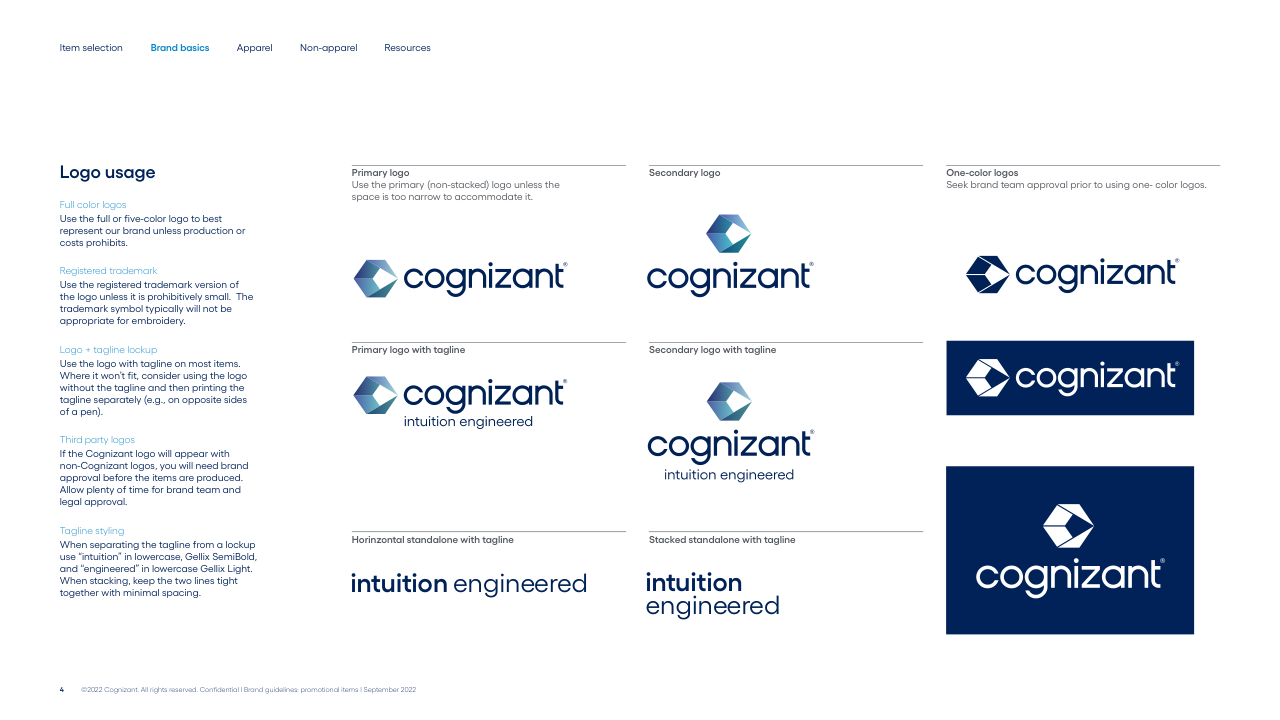 Item selection
Brand basics
Apparel
Non-apparel
Resources
Logo usage
Full color logos
Use the full or five-color logo to best
represent our brand unless production or
costs prohibits.
Registered trademark
Use the registered trademark version of
the logo unless it is prohibitively small.  The
trademark symbol typically will not be
appropriate for embroidery.
Logo + tagline lockup
Use the logo with tagline on most items.
Where it won't fit, consider using the logo
without the tagline and then printing the
tagline separately (e.g., on opposite sides
of a pen).
Third party logos
If the Cognizant logo will appear with
non-Cognizant logos, you will need brand
approval before the items are produced.
Allow plenty of time for brand team and
legal approval.
Tagline styling
When separating the tagline from a lockup
use "intuition" in lowercase, Gellix SemiBold,
and "engineered" in lowercase Gellix Light.
When stacking, keep the two lines tight
together with minimal spacing.
Primary logo
Use the primary (non-stacked) logo unless the
space is too narrow to accommodate it.
cognizant®
Secondary logo
cognizant®
One-color logos
Seek brand team approval prior to using one- color logos.
cognizant®
cognizant®
cognizant®
Primary logo with tagline
cognizant®
intuition engineered
Secondary logo with tagline
cognizant®
intuition engineered
Horinzontal standalone with tagline
intuition engineered
Stacked standalone with tagline
intuition
engineered
4 ©2022 Cognizant. All rights reserved. Confidential | Brand guidelines: promotional items | September 2022